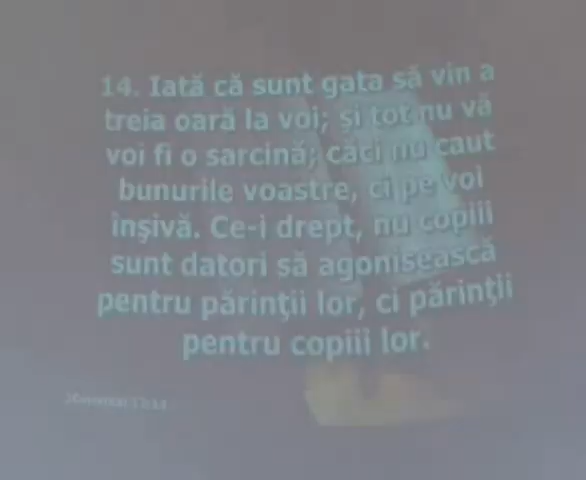 14. Iată că sunt gata să vin a
treia oară la voi; şi tot nu vă
voi fi o sarcină; căci nu caut
bunurile voastre, ci pe voi
înşivă. Ce-i drept, nu copiii
sunt datori să agonisească
pentru părinţii lor, ci părinţii
pentru copiii lor.